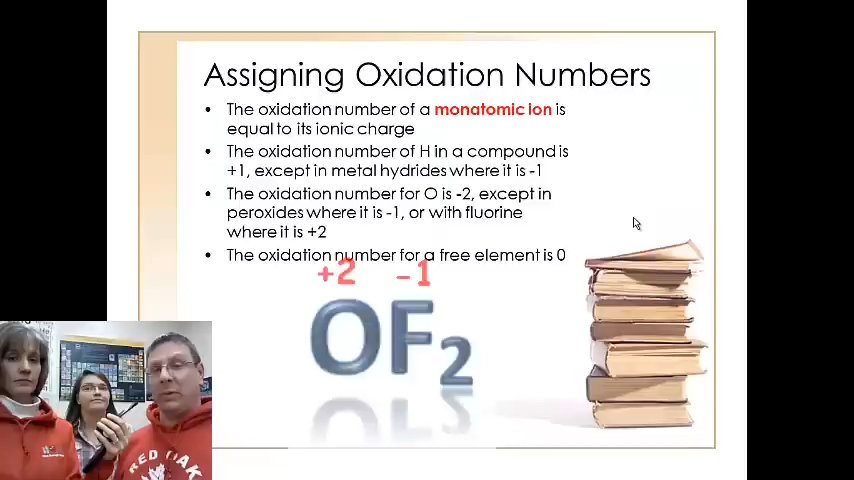 Assigning Oxidation Numbers
• The oxidation number of a monatomic ion is
equal to its ionic charge
• The oxidation number of H in a compound is
+1, except in metal hydrides where it is -1
• The oxidation number for O is -2, except in
peroxides where it is -1, or with fluorine
where it is +2
• The oxidation number for a free element is 0
+2 -1
OF2
RED OAK